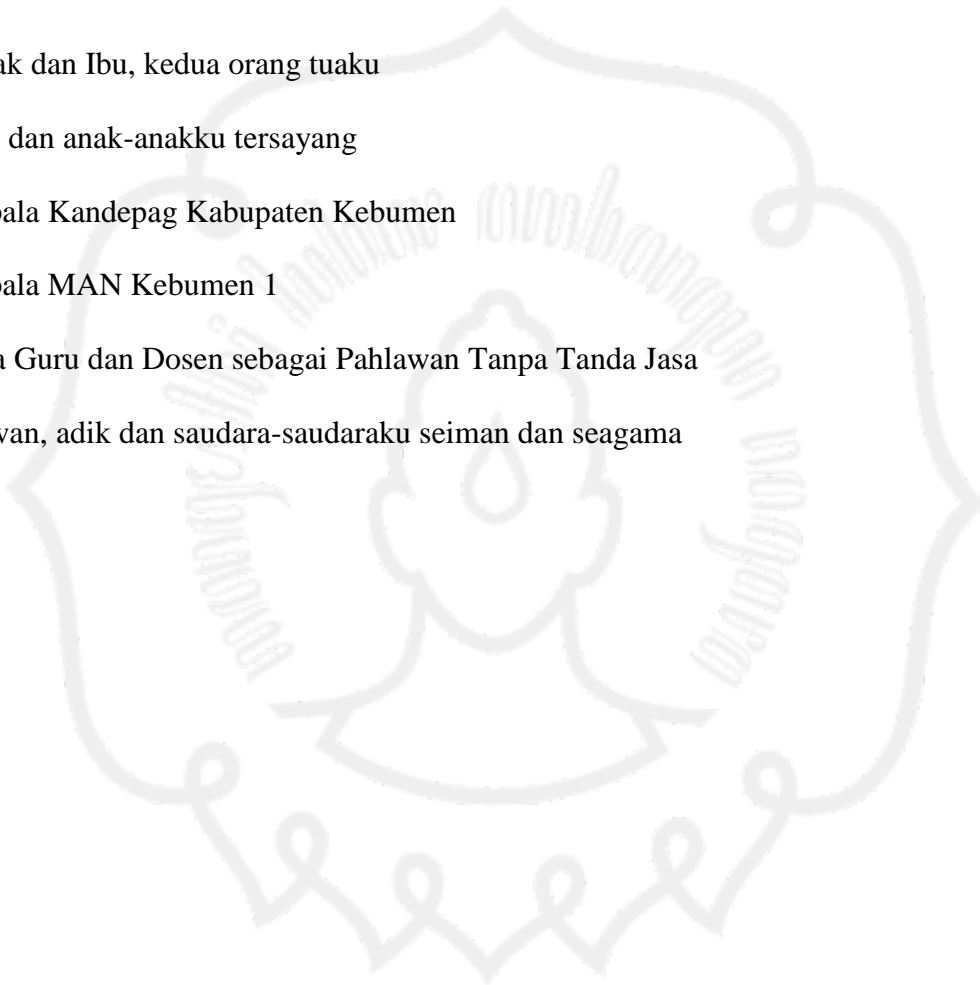 ak dan Ibu, kedua orang tuaku
dan anak-anakku tersayang
pala Kandepag Kabupaten Kebumen
pala MAN Kebumen 1
a Guru dan Dosen sebagai Pahlawan Tanpa Tanda Jasa
wan, adik dan saudara-saudaraku seiman dan seagama